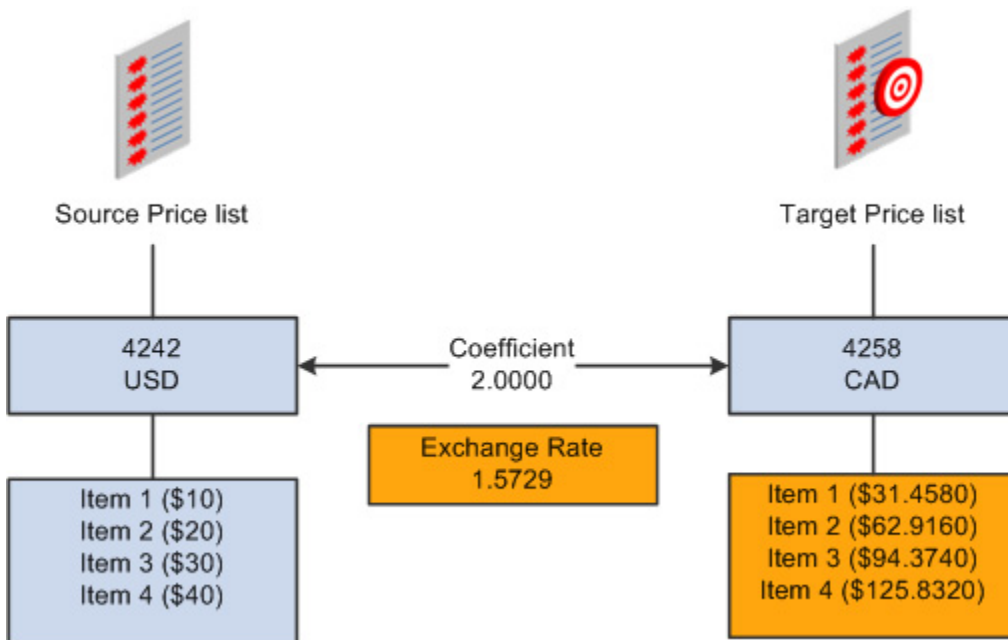 Source Price list
Target Price list
4242
USD
Coefficient
2.0000
4258
CAD
Exchange Rate
1.5729
Item 1 ($10)
Item 2 ($20)
Item 3 ($30)
Item 4 ($40)
Item 1 ($31.4580)
Item 2 ($62.9160)
Item 3 ($94.3740)
Item 4 ($125.8320)